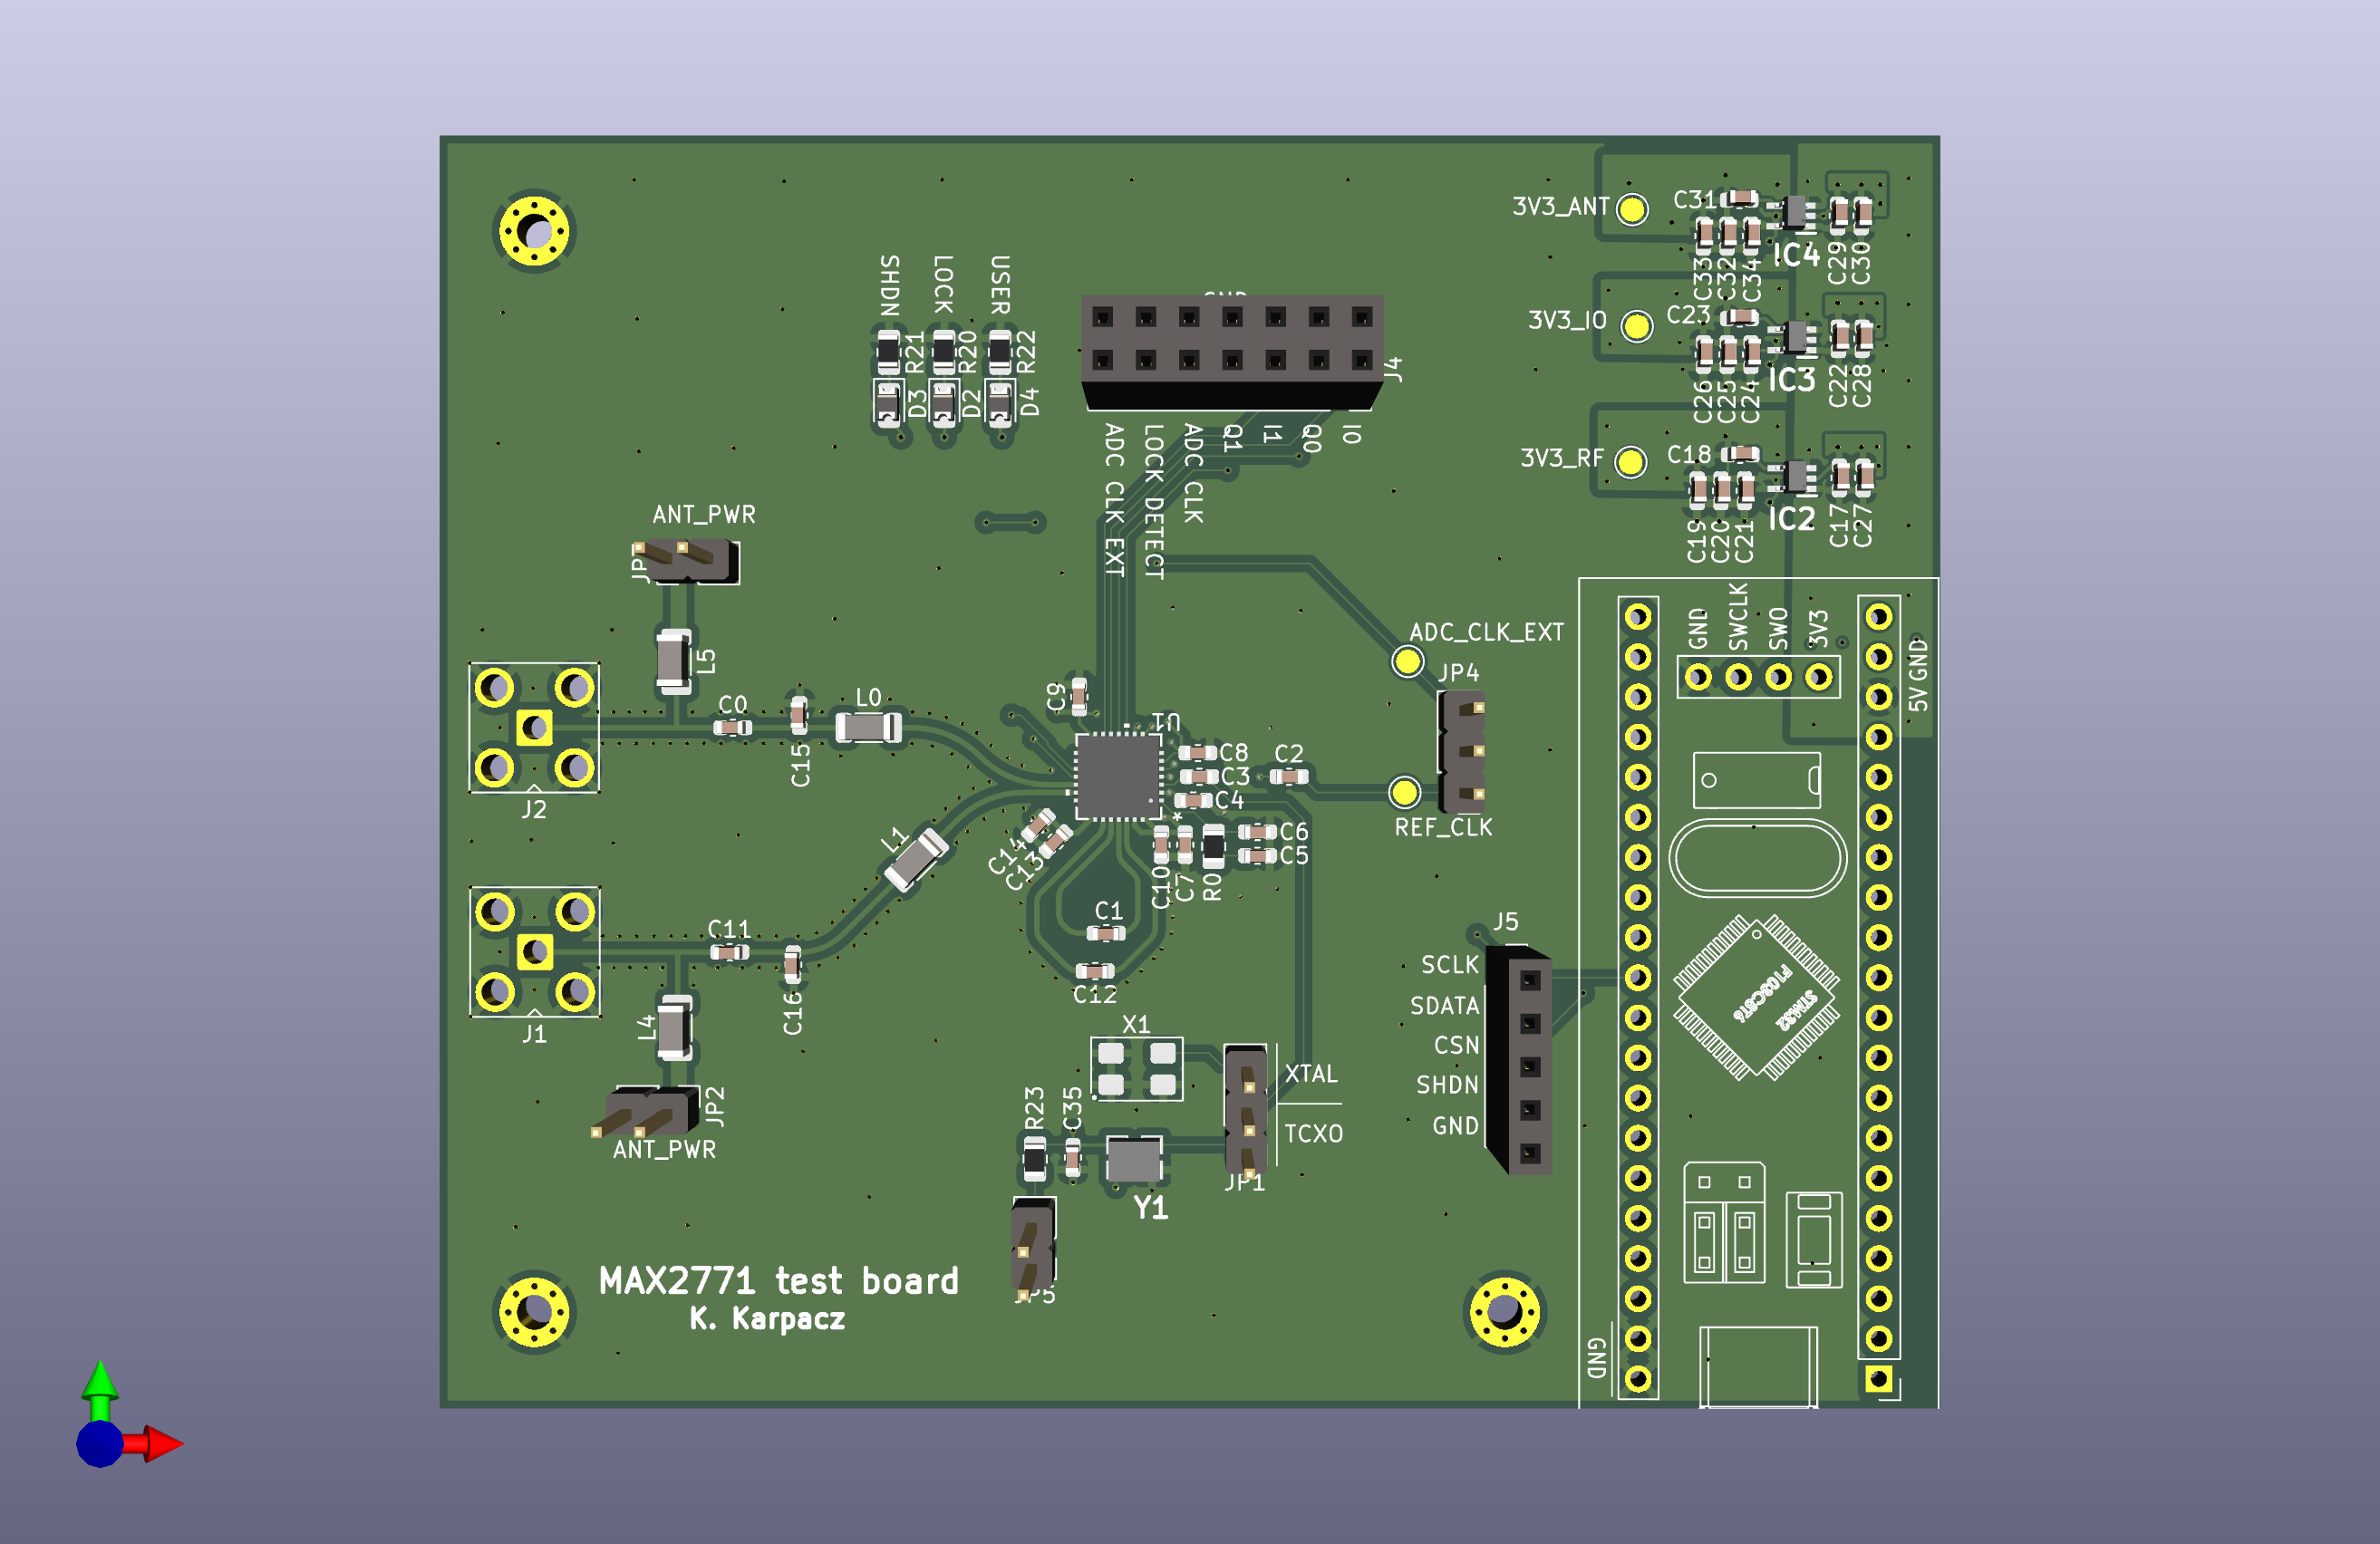 3V3_ANT
C31
C33
C32
C34
IC4
C29
C30
SHDN
LOCK
USER
R21
R20
R22
D3
D2
D4
J4
ADC CLK EXT
LOCK DETECT
ADC CLK
Q1
I1
Q0
I0
3V3_IO
C23
C26
C25
C24
IC3
C22
C28
3V3_RF
C18
C19
C20
C21
IC2
C17
C27
ANT_PWR
L5
C0
C15
L0
J2
C9
U1
C8
C3
C4
C2
C6
C5
C10
C7
R0
*
ADC_CLK_EXT
JP4
REF_CLK
GND
SWCLK
SWO
3V3
5V GND
L1
C14
C13
C1
C12
C11
C16
L4
J1
JP2
ANT_PWR
X1
XTAL
TCXO
JP1
R23
C35
Y1
JP5
J5
SCLK
SDATA
CSN
SHDN
GND
STM32
F103C8T6
GND
MAX2771 test board
K. Karpacz